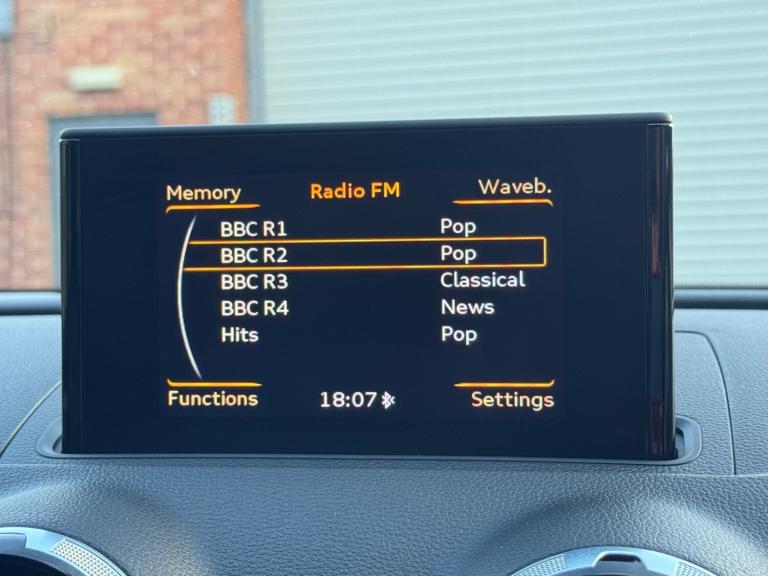 Memory Radio FM Waveb.
BBC R1 Pop
BBC R2 Pop
BBC R3 Classical
BBC R4 News
Hits Pop
Functions 18:07 Settings